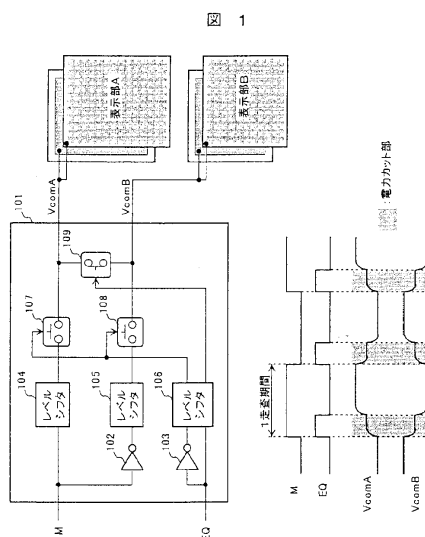 図 1
表示部A
表示部B
VcomA
VcomB
101
109
107
108
104
レベル
シフタ
105
レベル
シフタ
106
レベル
シフタ
102
103
M
EQ
:電力カット部
1走査期間
M
EQ
VcomA
VcomB